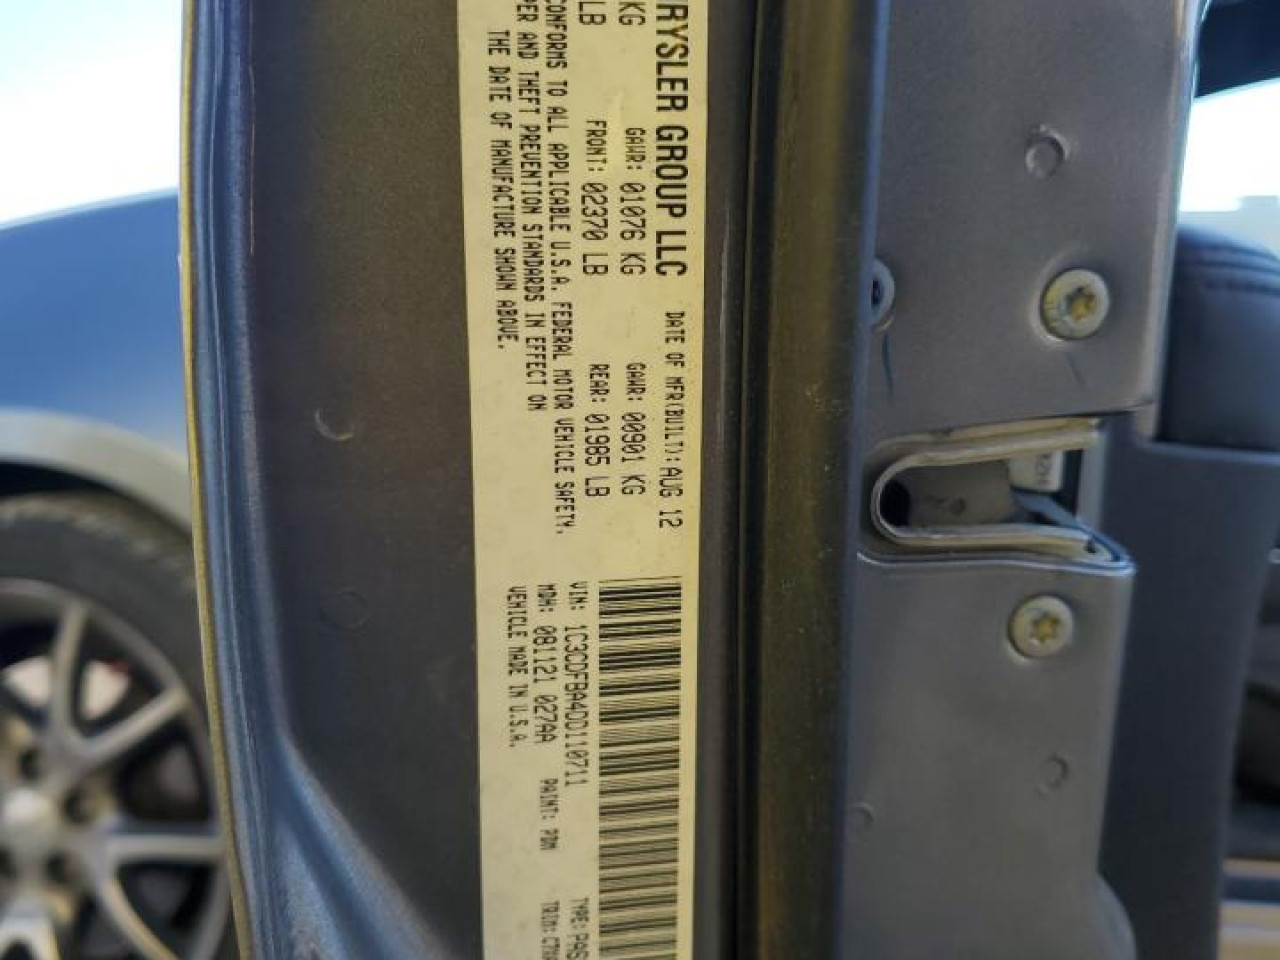 RYSLER GROUP LLC DATE OF MFR(BUILT): AUG 12
KG GAWR: 01076 KG GAWR: 00901 KG
LB FRONT: 02370 LB REAR: 01985 LB
CONFORMS TO ALL APPLICABLE U.S.A. FEDERAL MOTOR VEHICLE SAFETY,
PER AND THEFT PREVENTION STANDARDS IN EFFECT ON
THE DATE OF MANUFACTURE SHOWN ABOVE.
VIN: 1C3CDFBA4DD110711 TYPE: PAS
MDH: 081121 027AA PAINT: PDM TRIM:
VEHICLE MADE IN U.S.A.